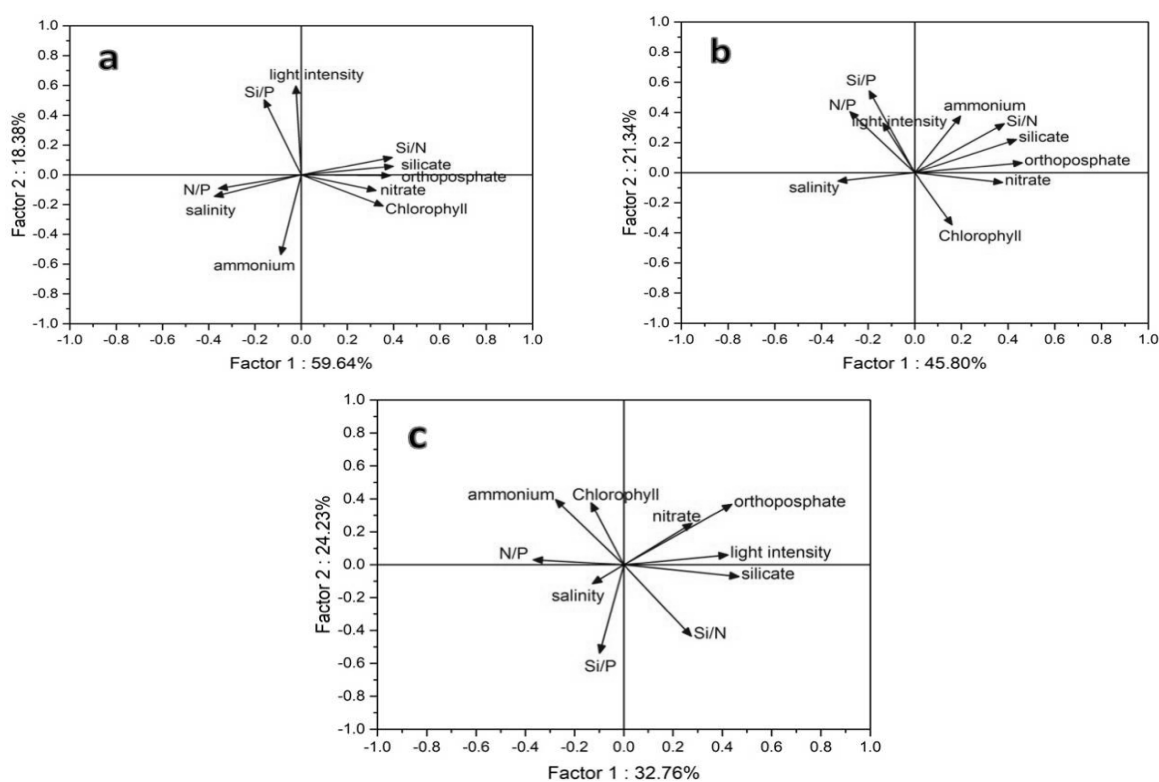 a
1.0
0.8
0.6
0.4
0.2
0.0
-0.2
-0.4
-0.6
-0.8
-1.0
Factor 2 : 18.38%
light intensity
Si/P
Si/N
silicate
orthoposphate
N/P
nitrate
salinity
Chlorophyll
ammonium
-1.0 -0.8 -0.6 -0.4 -0.2 0.0 0.2 0.4 0.6 0.8 1.0
Factor 1 : 59.64%
b
1.0
0.8
0.6
0.4
0.2
0.0
-0.2
-0.4
-0.6
-0.8
-1.0
Factor 2 : 21.34%
Si/P
N/P
ammonium
light intensity
Si/N
silicate
orthoposphate
salinity
nitrate
Chlorophyll
-1.0 -0.8 -0.6 -0.4 -0.2 0.0 0.2 0.4 0.6 0.8 1.0
Factor 1 : 45.80%
c
1.0
0.8
0.6
0.4
0.2
0.0
-0.2
-0.4
-0.6
-0.8
-1.0
Factor 2 : 24.23%
ammonium
Chlorophyll
orthoposphate
nitrate
N/P
light intensity
silicate
salinity
Si/N
Si/P
-1.0 -0.8 -0.6 -0.4 -0.2 0.0 0.2 0.4 0.6 0.8 1.0
Factor 1 : 32.76%